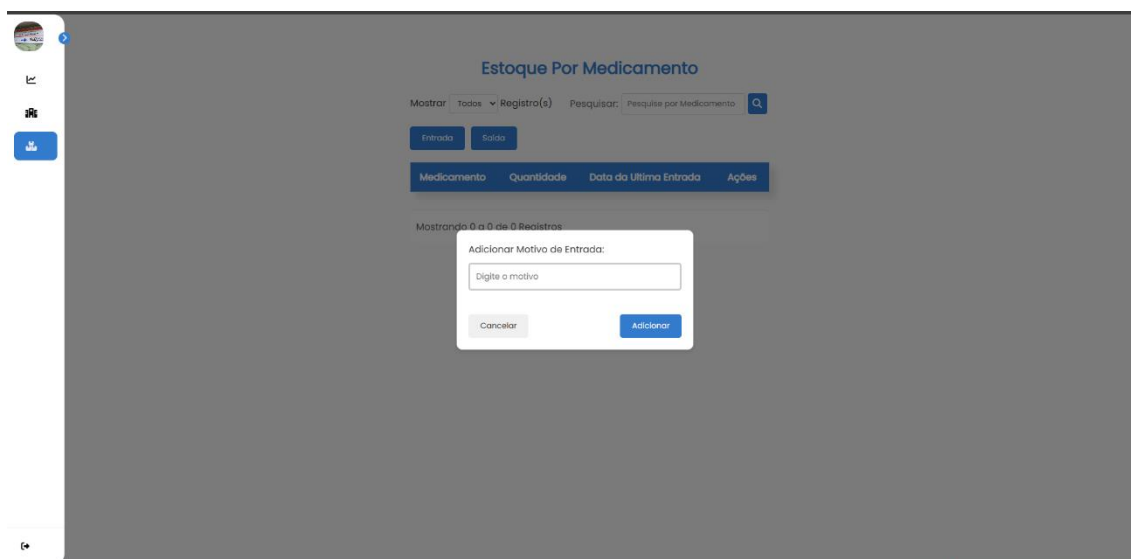 Estoque Por Medicamento
Mostrar Todos Registro(s) Pesquisar: Pesquise por Medicamento
Entrada Saída
Medicamento Quantidade Data da Ultima Entrada Ações
Mostrando 0 a 0 de 0 Registros
Adicionar Motivo de Entrada:
Digite o motivo
Cancelar Adicionar